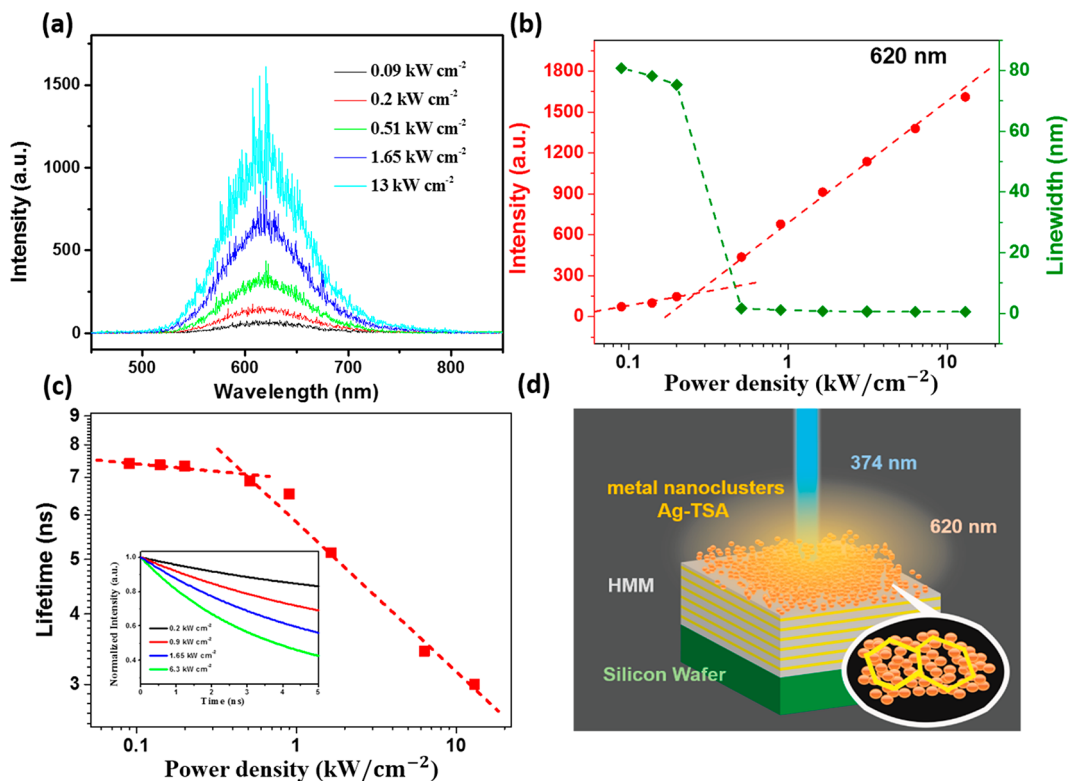 (a)
Intensity (a.u.)
1500
1000
500
0
500
600
700
800
Wavelength (nm)
0.09 kW cm-2
0.2 kW cm-2
0.51 kW cm-2
1.65 kW cm-2
13 kW cm-2
(b)
620 nm
Intensity (a.u.)
1800
1500
1200
900
600
300
0
0.1
1
10
Power density (kW/cm−2)
80
60
40
20
0
Linewidth (nm)
(c)
Lifetime (ns)
9
8
7
6
5
4
3
0.1
1
10
Power density (kW/cm−2)
Normalized Intensity (a.u.)
1.0
0.8
0.6
0.4
0
1
2
3
4
5
Time (ns)
0.2 kW cm-2
0.9 kW cm-2
1.65 kW cm-2
6.3 kW cm-2
(d)
374 nm
metal nanoclusters
Ag-TSA
620 nm
HMM
Silicon Wafer